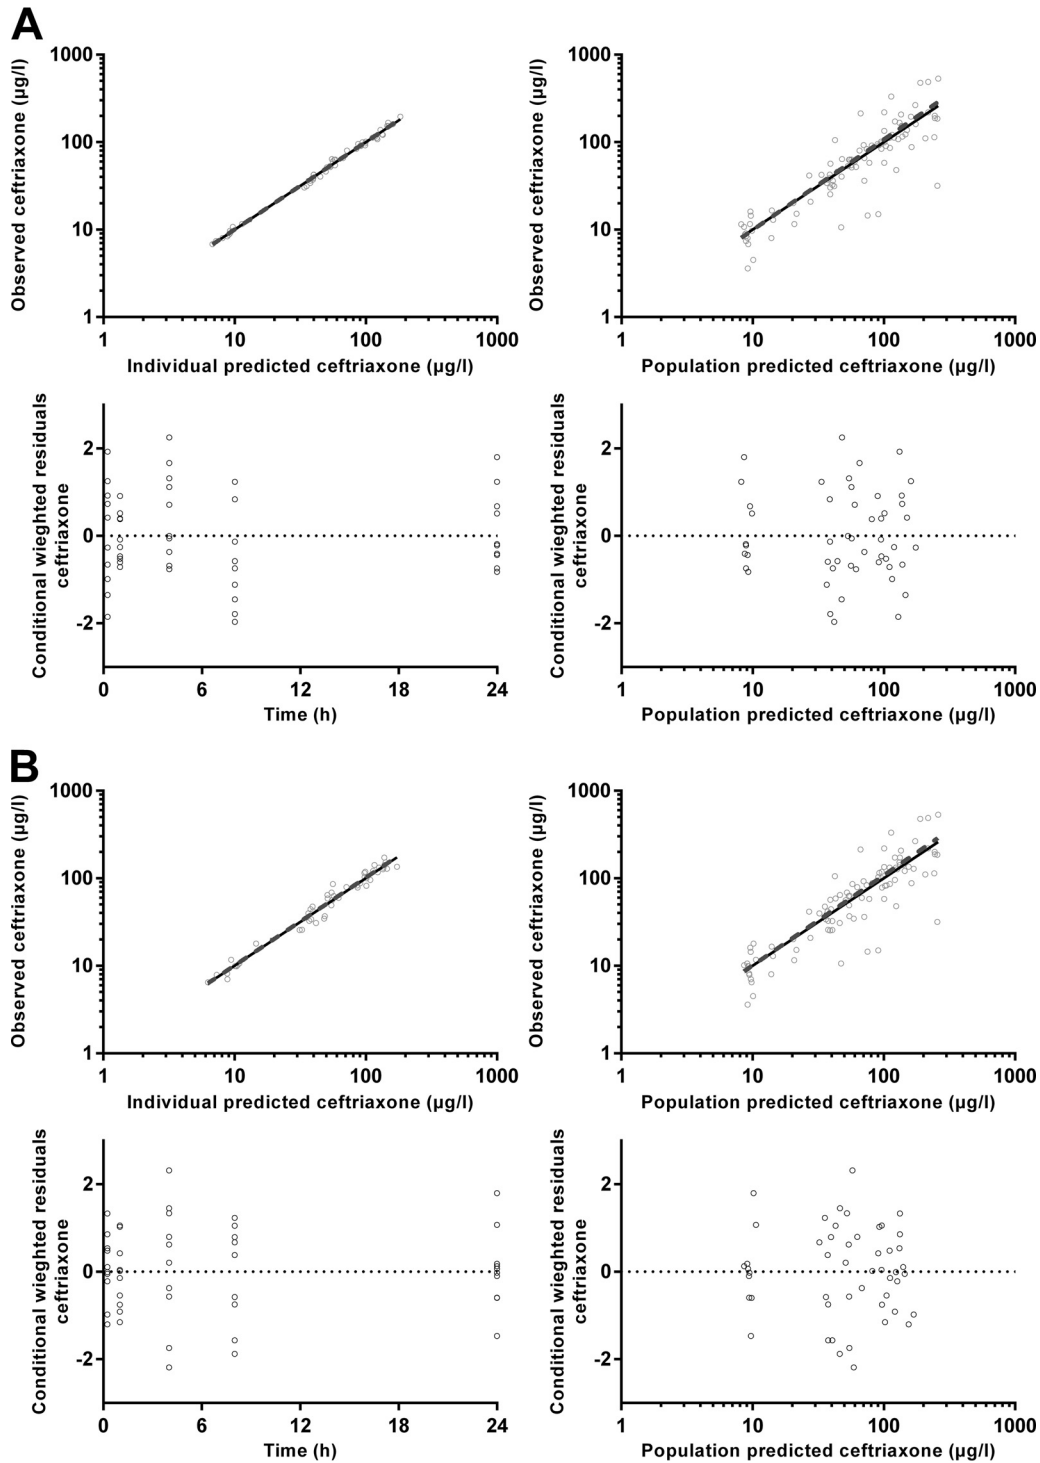 A
1000
100
10
1
Observed ceftriaxone (µg/l)
1 10 100 1000
Individual predicted ceftriaxone (µg/l)
1000
100
10
1
Observed ceftriaxone (µg/l)
1 10 100 1000
Population predicted ceftriaxone (µg/l)
2
0
-2
Conditional wieghted residuals
ceftriaxone
0 6 12 18 24
Time (h)
2
0
-2
Conditional wieghted residuals
ceftriaxone
1 10 100 1000
Population predicted ceftriaxone (µg/l)
B
1000
100
10
1
Observed ceftriaxone (µg/l)
1 10 100 1000
Individual predicted ceftriaxone (µg/l)
1000
100
10
1
Observed ceftriaxone (µg/l)
1 10 100 1000
Population predicted ceftriaxone (µg/l)
2
0
-2
Conditional wieghted residuals
ceftriaxone
0 6 12 18 24
Time (h)
2
0
-2
Conditional wieghted residuals
ceftriaxone
1 10 100 1000
Population predicted ceftriaxone (µg/l)